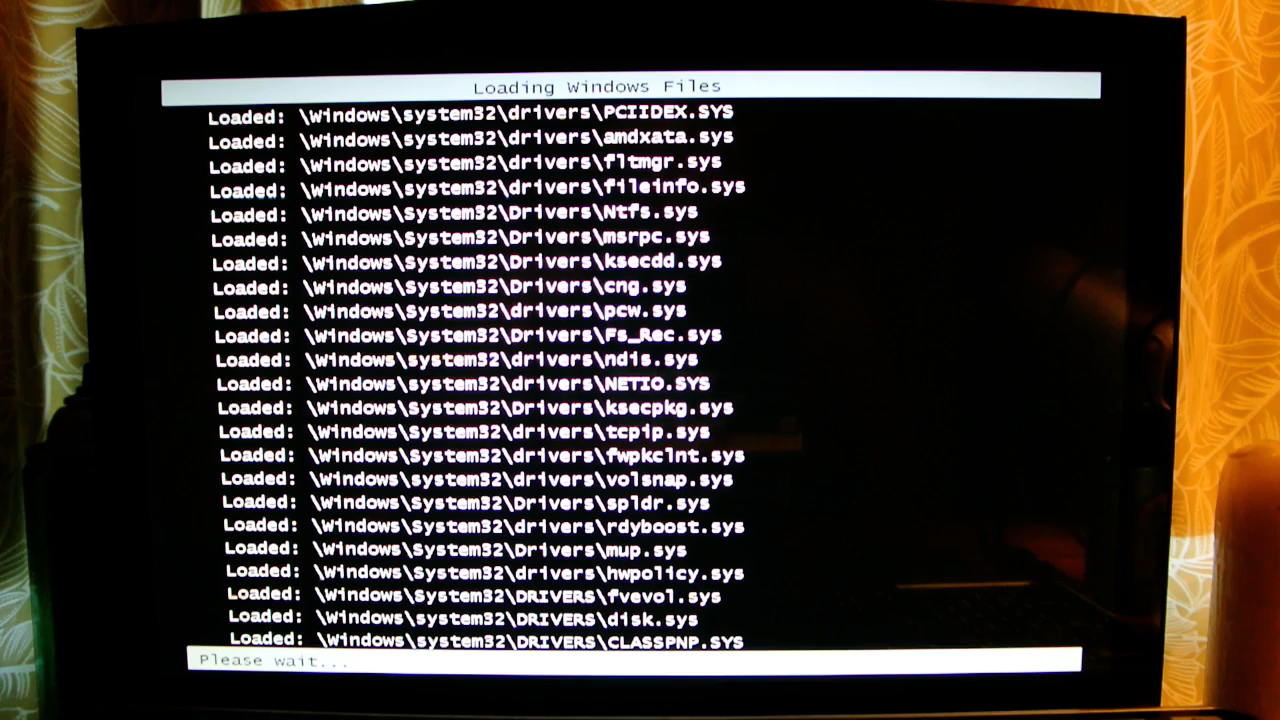 Loading Windows Files
Loaded: \Windows\system32\drivers\PCIIDEX.SYS
Loaded: \Windows\system32\drivers\amdxata.sys
Loaded: \Windows\system32\drivers\fltmgr.sys
Loaded: \Windows\system32\drivers\fileinfo.sys
Loaded: \Windows\System32\Drivers\Ntfs.sys
Loaded: \Windows\System32\Drivers\msrpc.sys
Loaded: \Windows\System32\Drivers\ksecdd.sys
Loaded: \Windows\System32\Drivers\cng.sys
Loaded: \Windows\System32\Drivers\pcw.sys
Loaded: \Windows\System32\Drivers\Fs_Rec.sys
Loaded: \Windows\system32\drivers\ndis.sys
Loaded: \Windows\system32\drivers\NETIO.SYS
Loaded: \Windows\System32\Drivers\ksecpkg.sys
Loaded: \Windows\System32\drivers\tcpip.sys
Loaded: \Windows\System32\drivers\fwpkclnt.sys
Loaded: \Windows\system32\drivers\volsnap.sys
Loaded: \Windows\System32\Drivers\spldr.sys
Loaded: \Windows\System32\drivers\rdyboost.sys
Loaded: \Windows\System32\Drivers\mup.sys
Loaded: \Windows\System32\drivers\hwpolicy.sys
Loaded: \Windows\System32\DRIVERS\fvevol.sys
Loaded: \Windows\system32\DRIVERS\disk.sys
Loaded: \Windows\system32\DRIVERS\CLASSPNP.SYS
Please wait...